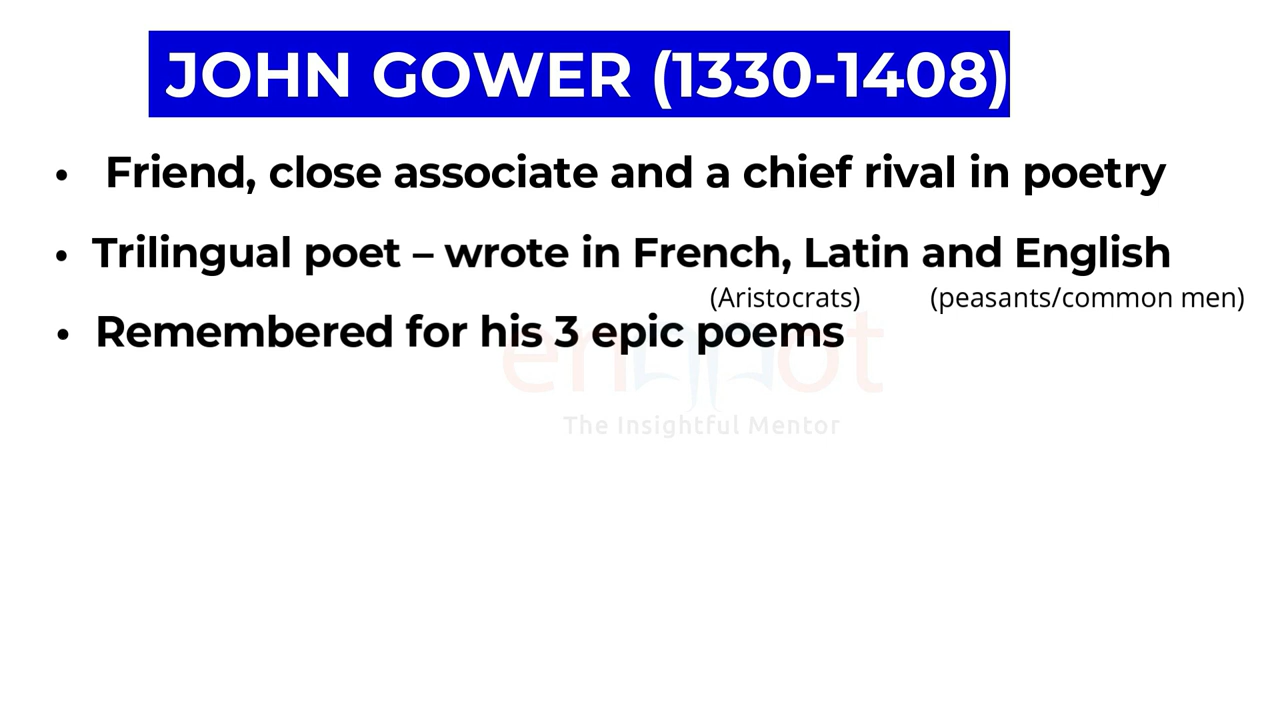 JOHN GOWER (1330-1408)
• Friend, close associate and a chief rival in poetry
• Trilingual poet – wrote in French, Latin and English
(Aristocrats) (peasants/common men)
• Remembered for his 3 epic poems
The Insightful Mentor